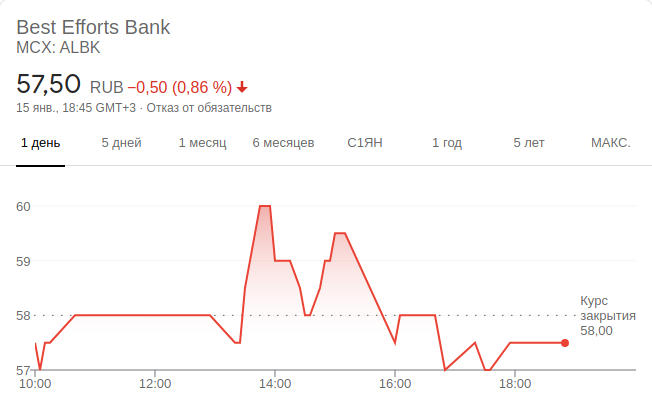 Best Efforts Bank
MCX: ALBK
57,50 RUB −0,50 (0,86 %)
15 янв., 18:45 GMT+3 · Отказ от обязательств
1 день 5 дней 1 месяц 6 месяцев С1ЯН 1 год 5 лет МАКС.
60
59
58
57
Курс
закрытия
58,00
10:00 12:00 14:00 16:00 18:00